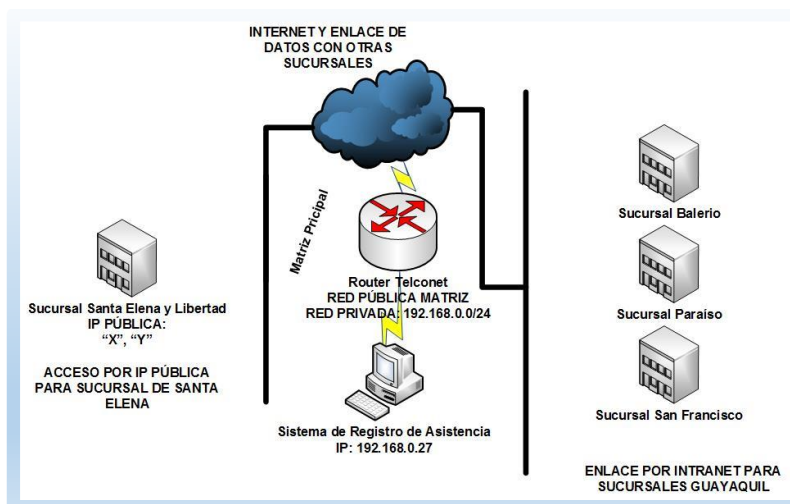 INTERNET Y ENLACE DE
DATOS CON OTRAS
SUCURSALES
Matriz Pricipal
Router Telconet
RED PÚBLICA MATRIZ
RED PRIVADA: 192.168.0.0/24
Sistema de Registro de Asistencia
IP: 192.168.0.27
Sucursal Santa Elena y Libertad
IP PÚBLICA:
“X”, “Y”
ACCESO POR IP PÚBLICA
PARA SUCURSAL DE SANTA
ELENA
Sucursal Balerio
Sucursal Paraíso
Sucursal San Francisco
ENLACE POR INTRANET PARA
SUCURSALES GUAYAQUIL